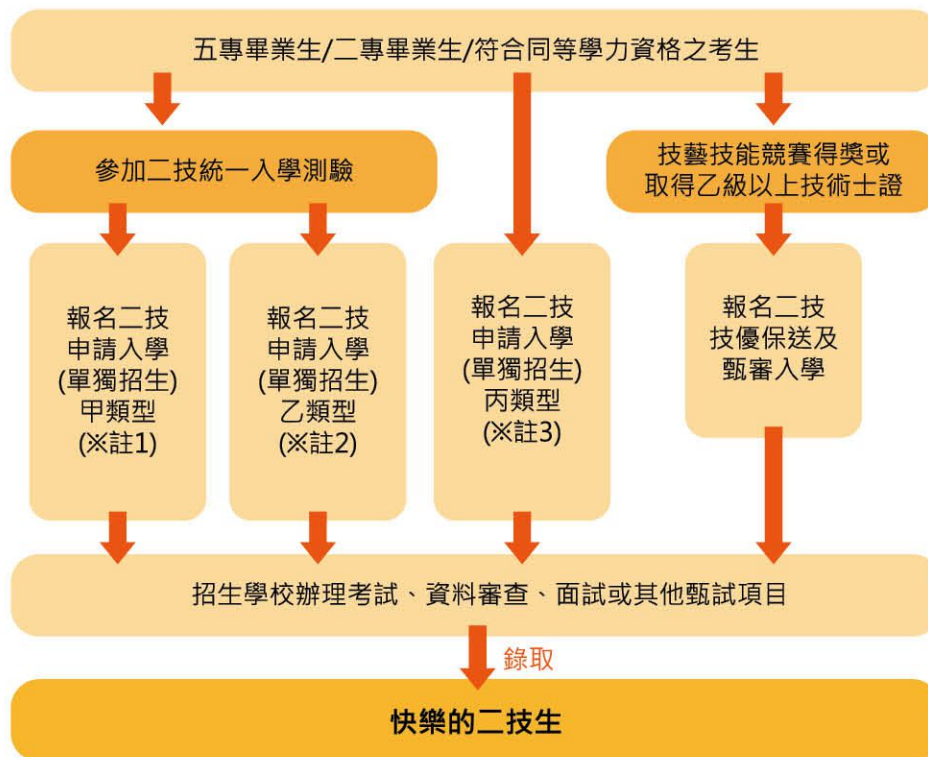 五專畢業生/二專畢業生/符合同等學力資格之考生
參加二技統一入學測驗
技藝技能競賽得獎或
取得乙級以上技術士證
報名二技
申請入學
(單獨招生)
甲類型
(※註1)
報名二技
申請入學
(單獨招生)
乙類型
(※註2)
報名二技
申請入學
(單獨招生)
丙類型
(※註3)
報名二技
技優保送及
甄審入學
招生學校辦理考試、資料審查、面試或其他甄試項目
錄取
快樂的二技生